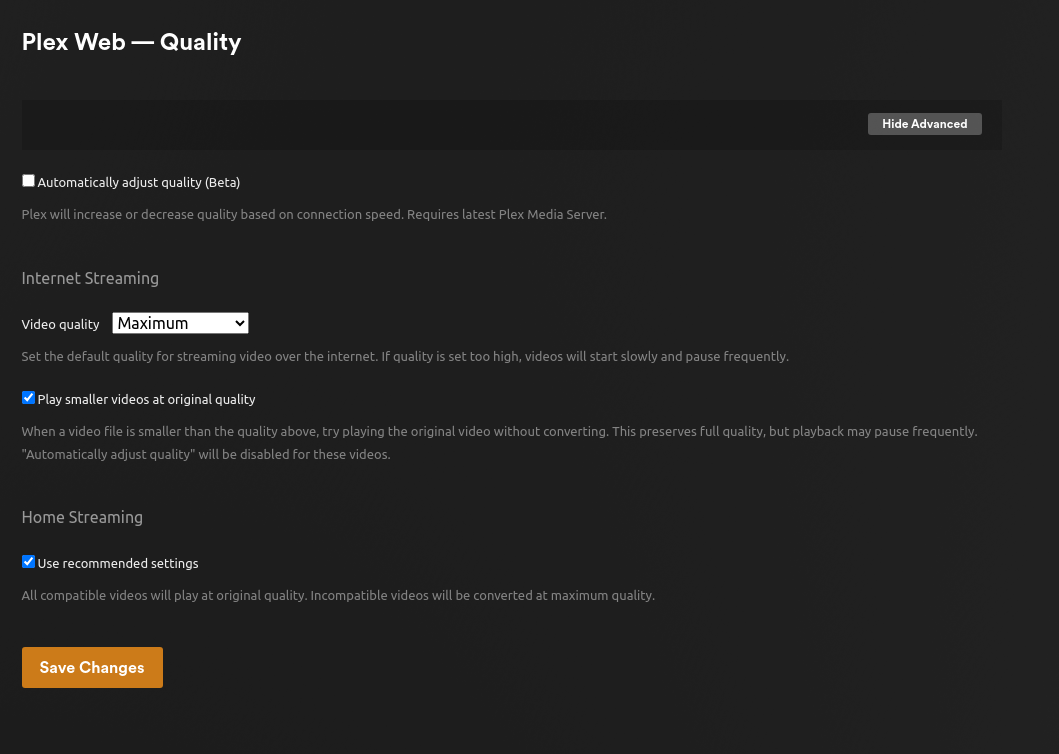 Plex Web — Quality
Hide Advanced
Automatically adjust quality (Beta)
Plex will increase or decrease quality based on connection speed. Requires latest Plex Media Server.
Internet Streaming
Video quality Maximum
Set the default quality for streaming video over the internet. If quality is set too high, videos will start slowly and pause frequently.
Play smaller videos at original quality
When a video file is smaller than the quality above, try playing the original video without converting. This preserves full quality, but playback may pause frequently.
"Automatically adjust quality" will be disabled for these videos.
Home Streaming
Use recommended settings
All compatible videos will play at original quality. Incompatible videos will be converted at maximum quality.
Save Changes